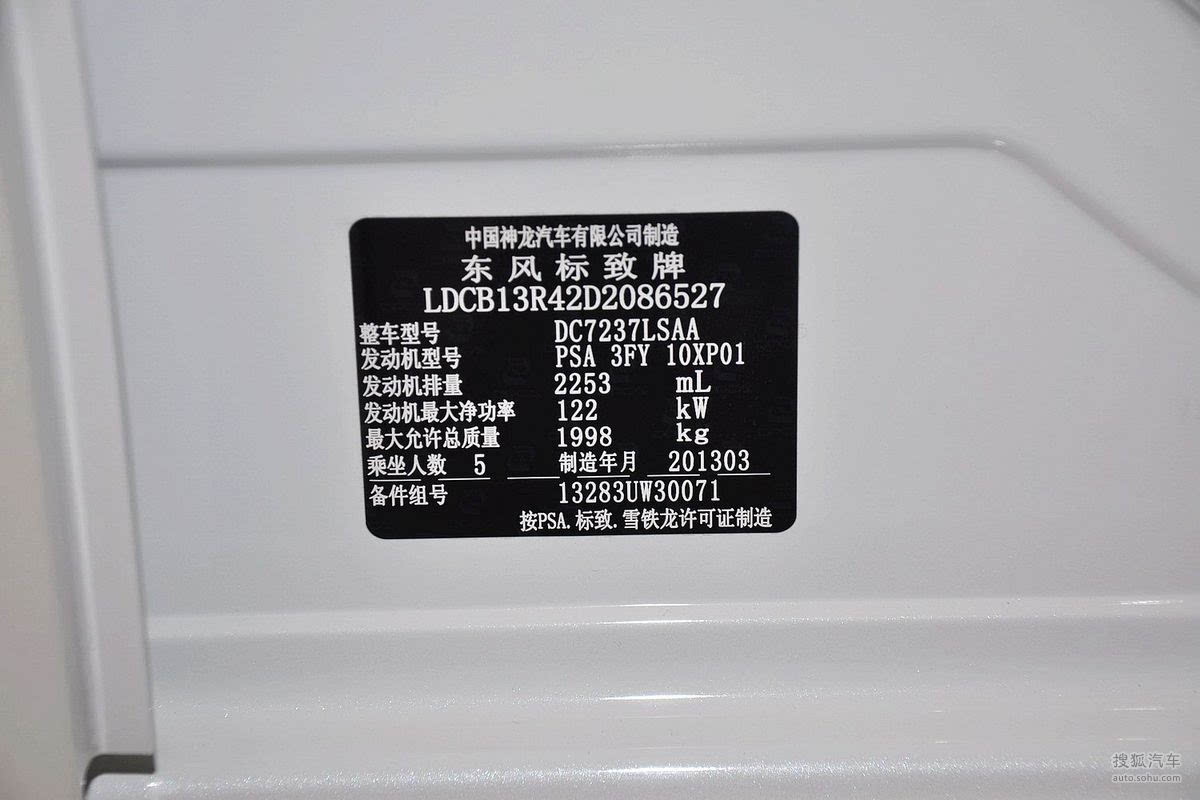 中国神龙汽车有限公司制造
东风标致牌
LDCB13R42D2086527
整车型号 DC7237LSAA
发动机型号 PSA 3FY 10XP01
发动机排量 2253 mL
发动机最大净功率 122 kW
最大允许总质量 1998 kg
乘坐人数 5 制造年月 201303
备件组号 13283UW30071
按PSA.标致.雪铁龙许可证制造
搜狐汽车
auto.sohu.com